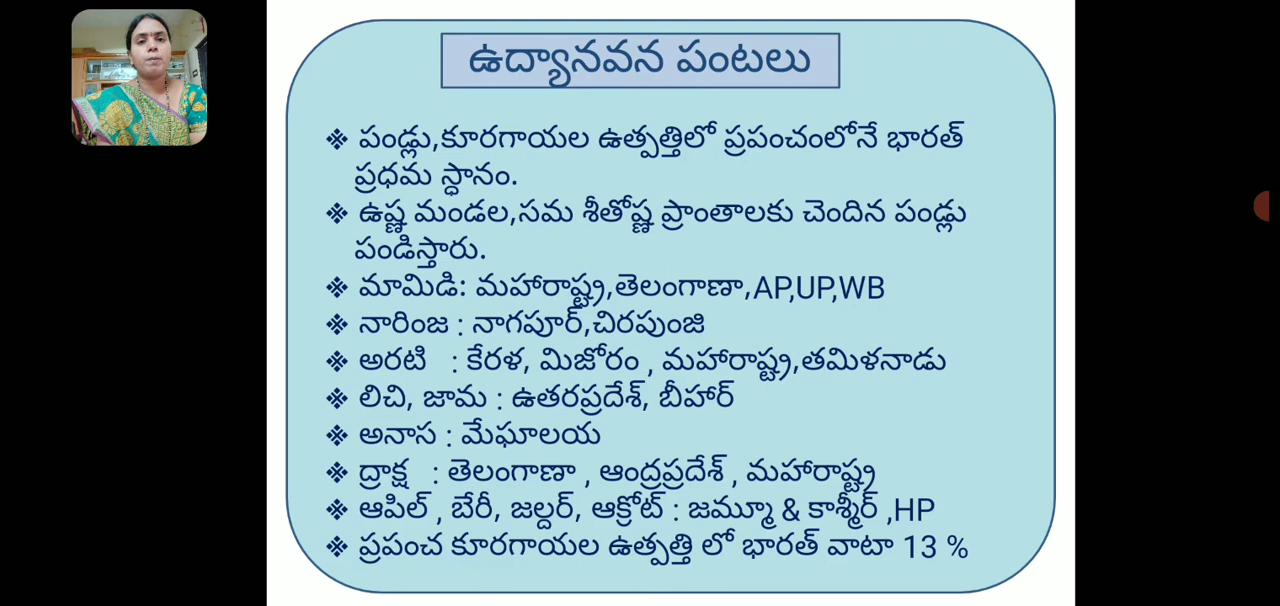 ఉద్యానవన పంటలు
❖ పండ్లు,కూరగాయల ఉత్పత్తిలో ప్రపంచంలోనే భారత్
ప్రధమ స్థానం.
❖ ఉష్ణ మండల,సమ శీతోష్ణ ప్రాంతాలకు చెందిన పండ్లు
పండిస్తారు.
❖ మామిడి: మహారాష్ట్ర,తెలంగాణా,AP,UP,WB
❖ నారింజ : నాగపూర్,చిరపుంజి
❖ అరటి : కేరళ, మిజోరం , మహారాష్ట్ర,తమిళనాడు
❖ లిచి, జామ : ఉతరప్రదేశ్, బీహార్
❖ అనాస : మేఘాలయ
❖ ద్రాక్ష : తెలంగాణా , ఆంద్రప్రదేశ్ , మహారాష్ట్ర
❖ ఆపిల్ , బేరీ, జల్దర్, ఆక్రోట్ : జమ్మూ & కాశ్మీర్ ,HP
❖ ప్రపంచ కూరగాయల ఉత్పత్తి లో భారత్ వాటా 13 %